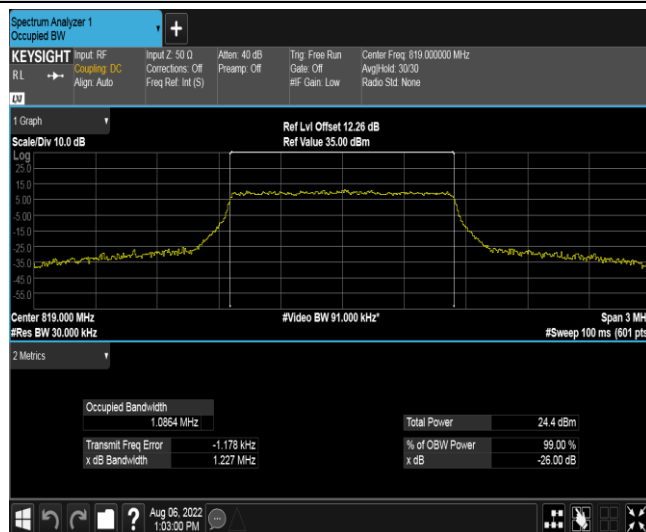 Spectrum Analyzer 1
Occupied BW
KEYSIGHT
RL
LXI
Input: RF
Coupling: DC
Align: Auto
Input Z: 50 Ω
Corrections: Off
Freq Ref: Int (S)
Atten: 40 dB
Preamp: Off
Trig: Free Run
Gate: Off
#IF Gain: Low
Center Freq: 819.000000 MHz
Avg|Hold: 30/30
Radio Std: None
1 Graph
Scale/Div 10.0 dB
Ref Lvl Offset 12.26 dB
Ref Value 35.00 dBm
Log
25.0
15.0
5.00
-5.00
-15.0
-25.0
-35.0
-45.0
-55.0
Center 819.000 MHz
#Res BW 30.000 kHz
#Video BW 91.000 kHz*
Span 3 MH
#Sweep 100 ms (601 pts
2 Metrics
Occupied Bandwidth
1.0864 MHz
Transmit Freq Error -1.178 kHz
x dB Bandwidth 1.227 MHz
Total Power 24.4 dBm
% of OBW Power 99.00 %
x dB -26.00 dB
Aug 06, 2022
1:03:00 PM